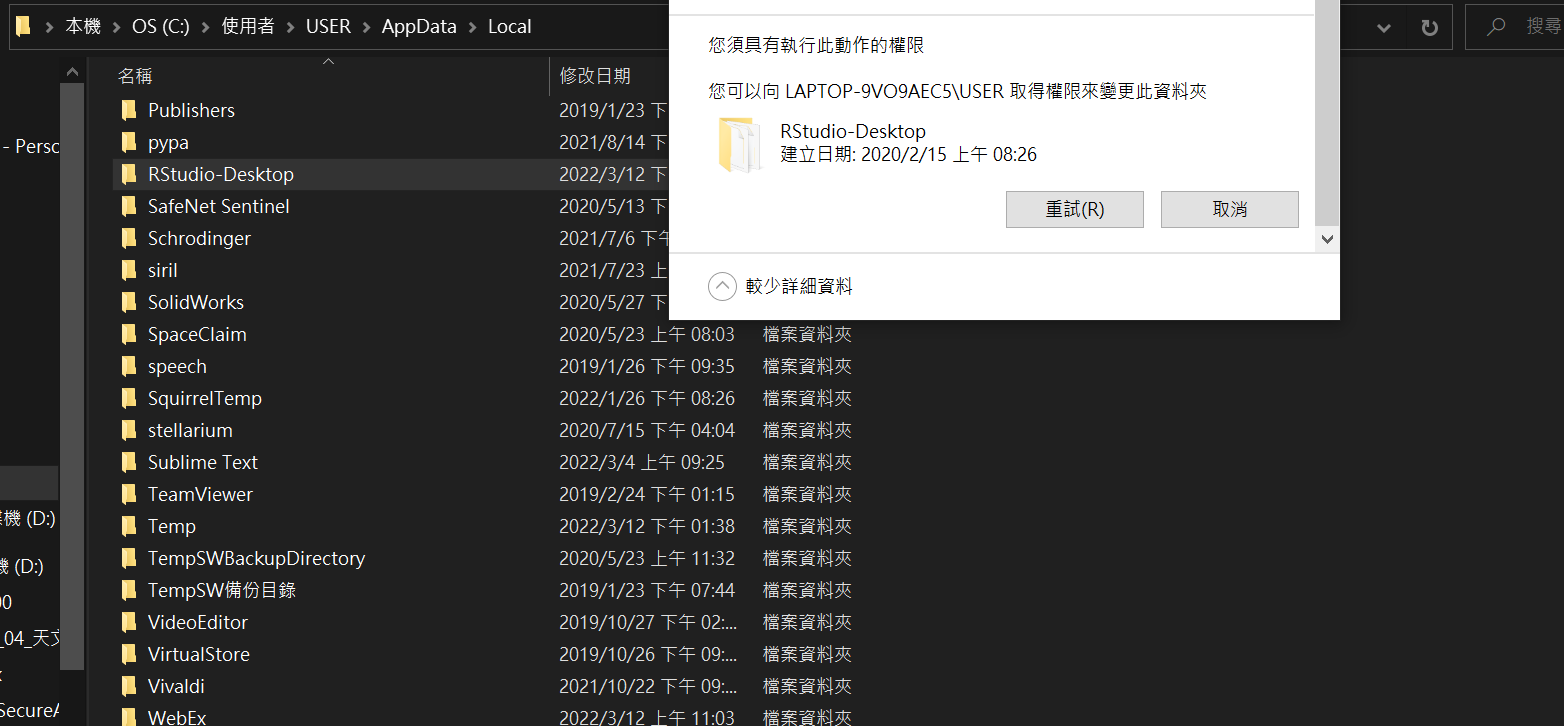 本機 > OS (C:) > 使用者 > USER > AppData > Local
搜尋
您須具有執行此動作的權限
您可以向 LAPTOP-9VO9AEC5\USER 取得權限來變更此資料夾
RStudio-Desktop
建立日期: 2020/2/15 上午 08:26
重試(R) 取消
較少詳細資料
名稱 修改日期
Publishers 2019/1/23 下
pypa 2021/8/14 下
RStudio-Desktop 2022/3/12 下
SafeNet Sentinel 2020/5/13 下
Schrodinger 2021/7/6 下午
siril 2021/7/23 上
SolidWorks 2020/5/27 下
SpaceClaim 2020/5/23 上午 08:03 檔案資料夾
speech 2019/1/26 下午 09:35 檔案資料夾
SquirrelTemp 2022/1/26 下午 08:26 檔案資料夾
stellarium 2020/7/15 下午 04:04 檔案資料夾
Sublime Text 2022/3/4 上午 09:25 檔案資料夾
TeamViewer 2019/2/24 下午 01:15 檔案資料夾
Temp 2022/3/12 下午 01:38 檔案資料夾
TempSWBackupDirectory 2020/5/23 上午 11:32 檔案資料夾
TempSW備份目錄 2019/1/23 下午 07:44 檔案資料夾
VideoEditor 2019/10/27 下午 02:... 檔案資料夾
VirtualStore 2019/10/26 下午 09:... 檔案資料夾
Vivaldi 2021/10/22 下午 09:... 檔案資料夾
WebEx 2022/3/12 上午 11:03 檔案資料夾
- Perso
機 (D:)
(D:)
00
_04_天文
SecureA